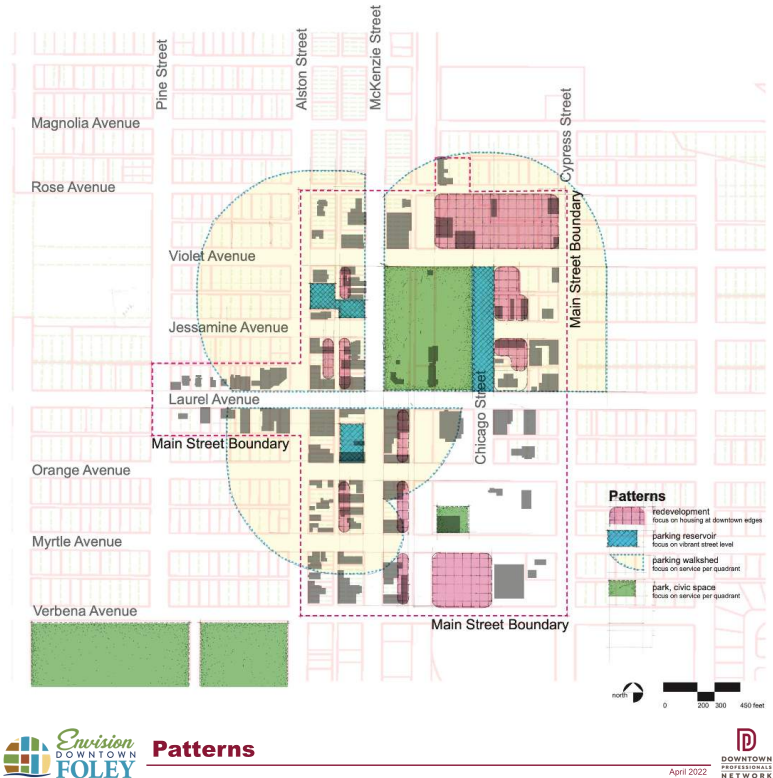 Pine Street
Alston Street
McKenzie Street
Cypress Street
Magnolia Avenue
Rose Avenue
Main Street Boundary
Violet Avenue
Jessamine Avenue
Laurel Avenue
Chicago Street
Main Street Boundary
Orange Avenue
Myrtle Avenue
Verbena Avenue
Main Street Boundary
Patterns
redevelopment
focus on housing at downtown edges
parking reservoir
focus on vibrant street level
parking walkshed
focus on service per quadrant
park, civic space
focus on service per quadrant
north
0 200 300 450 feet
Envision
DOWNTOWN
FOLEY
Patterns
April 2022
DOWNTOWN
PROFESSIONALS
NETWORK